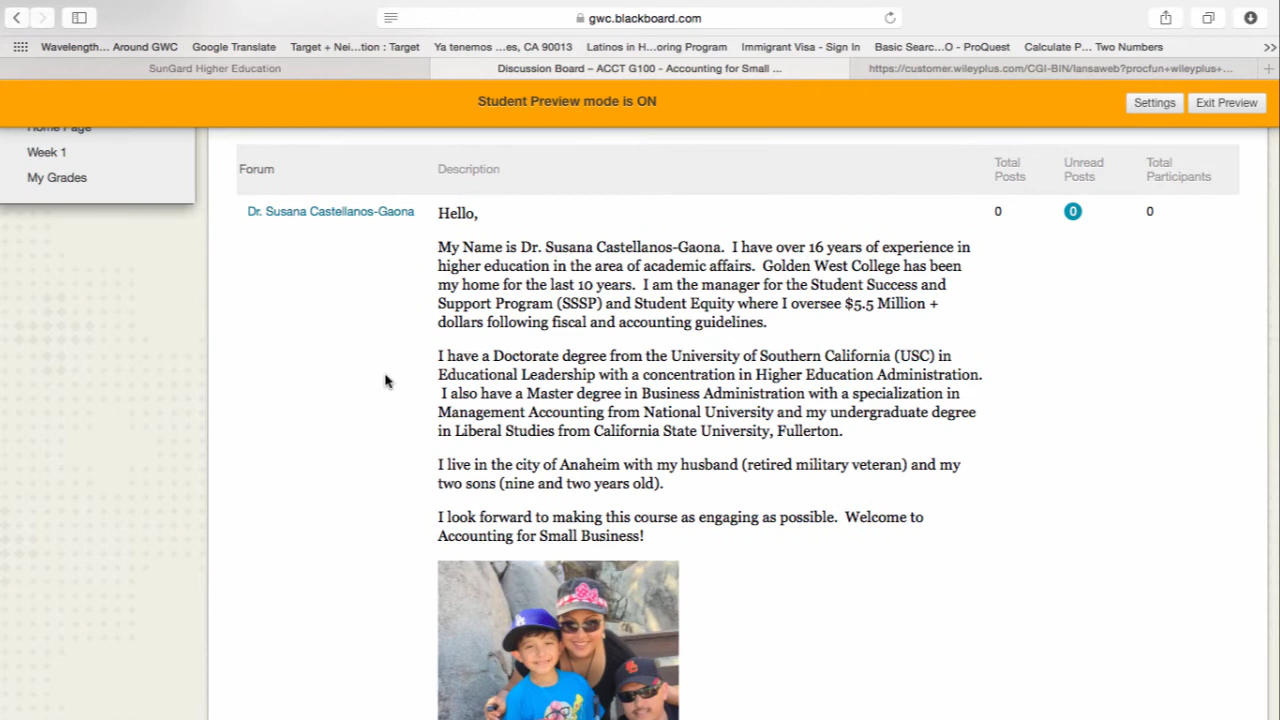 gwc.blackboard.com
Wavelength... Around GWC Google Translate Target + Nei...tion : Target Ya tenemos ...es, CA 90013 Latinos in H...oring Program Immigrant Visa - Sign In Basic Searc...O - ProQuest Calculate P... Two Numbers >>
SunGard Higher Education Discussion Board – ACCT G100 - Accounting for Small ... https://customer.wileyplus.com/CGI-BIN/lansaweb?procfun+wileyplus+... +
Student Preview mode is ON Settings Exit Preview
Home Page
Week 1
My Grades
Forum Description Total Posts Unread Posts Total Participants
Dr. Susana Castellanos-Gaona Hello, 0 0 0
My Name is Dr. Susana Castellanos-Gaona. I have over 16 years of experience in
higher education in the area of academic affairs. Golden West College has been
my home for the last 10 years. I am the manager for the Student Success and
Support Program (SSSP) and Student Equity where I oversee $5.5 Million +
dollars following fiscal and accounting guidelines.
I have a Doctorate degree from the University of Southern California (USC) in
Educational Leadership with a concentration in Higher Education Administration.
I also have a Master degree in Business Administration with a specialization in
Management Accounting from National University and my undergraduate degree
in Liberal Studies from California State University, Fullerton.
I live in the city of Anaheim with my husband (retired military veteran) and my
two sons (nine and two years old).
I look forward to making this course as engaging as possible. Welcome to
Accounting for Small Business!